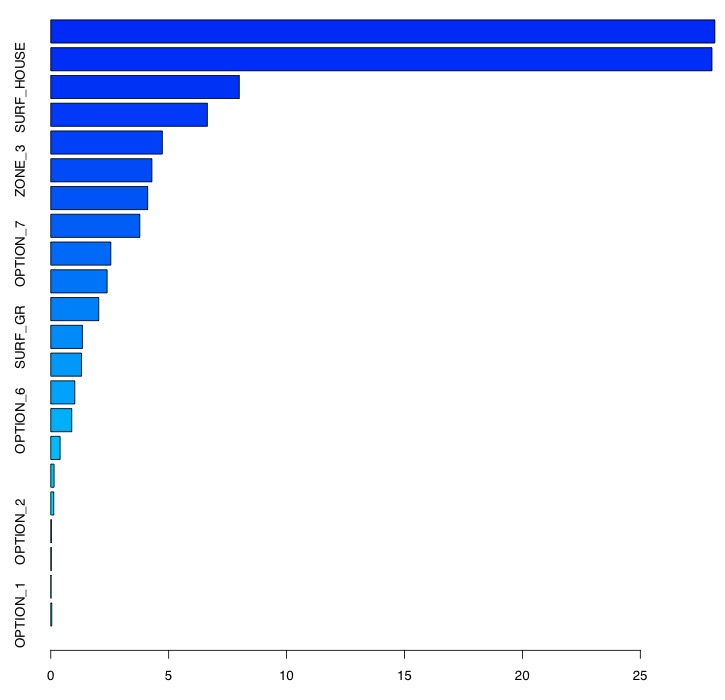 SURF_HOUSE
ZONE_3
OPTION_7
SURF_GR
OPTION_6
OPTION_2
OPTION_1
0 5 10 15 20 25